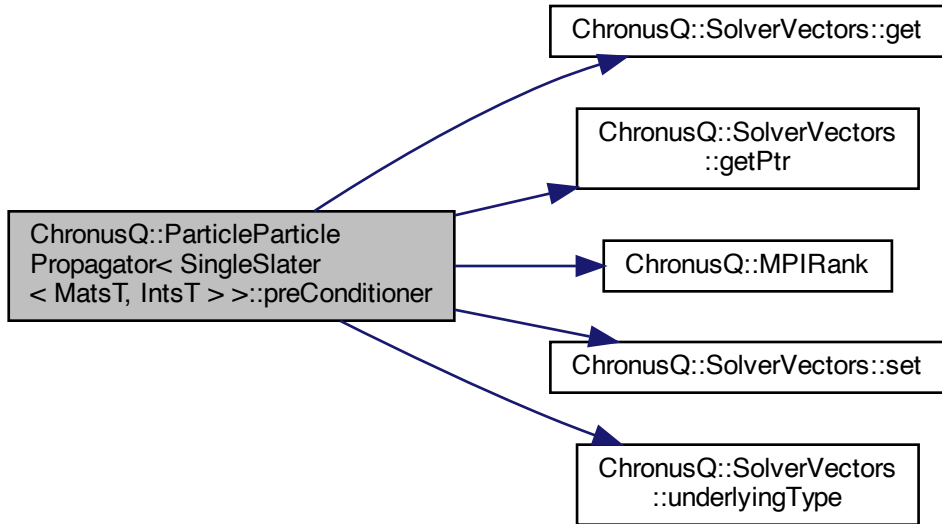 ChronusQ::SolverVectors::get
ChronusQ::SolverVectors
::getPtr
ChronusQ::ParticleParticle
Propagator< SingleSlater
< MatsT, IntsT > >::preConditioner
ChronusQ::MPIRank
ChronusQ::SolverVectors::set
ChronusQ::SolverVectors
::underlyingType